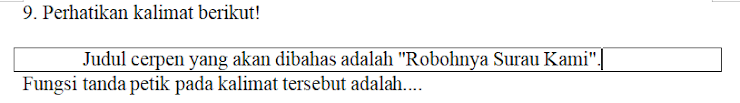 9. Perhatikan kalimat berikut!
Judul cerpen yang akan dibahas adalah "Robohnya Surau Kami".
Fungsi tanda petik pada kalimat tersebut adalah....